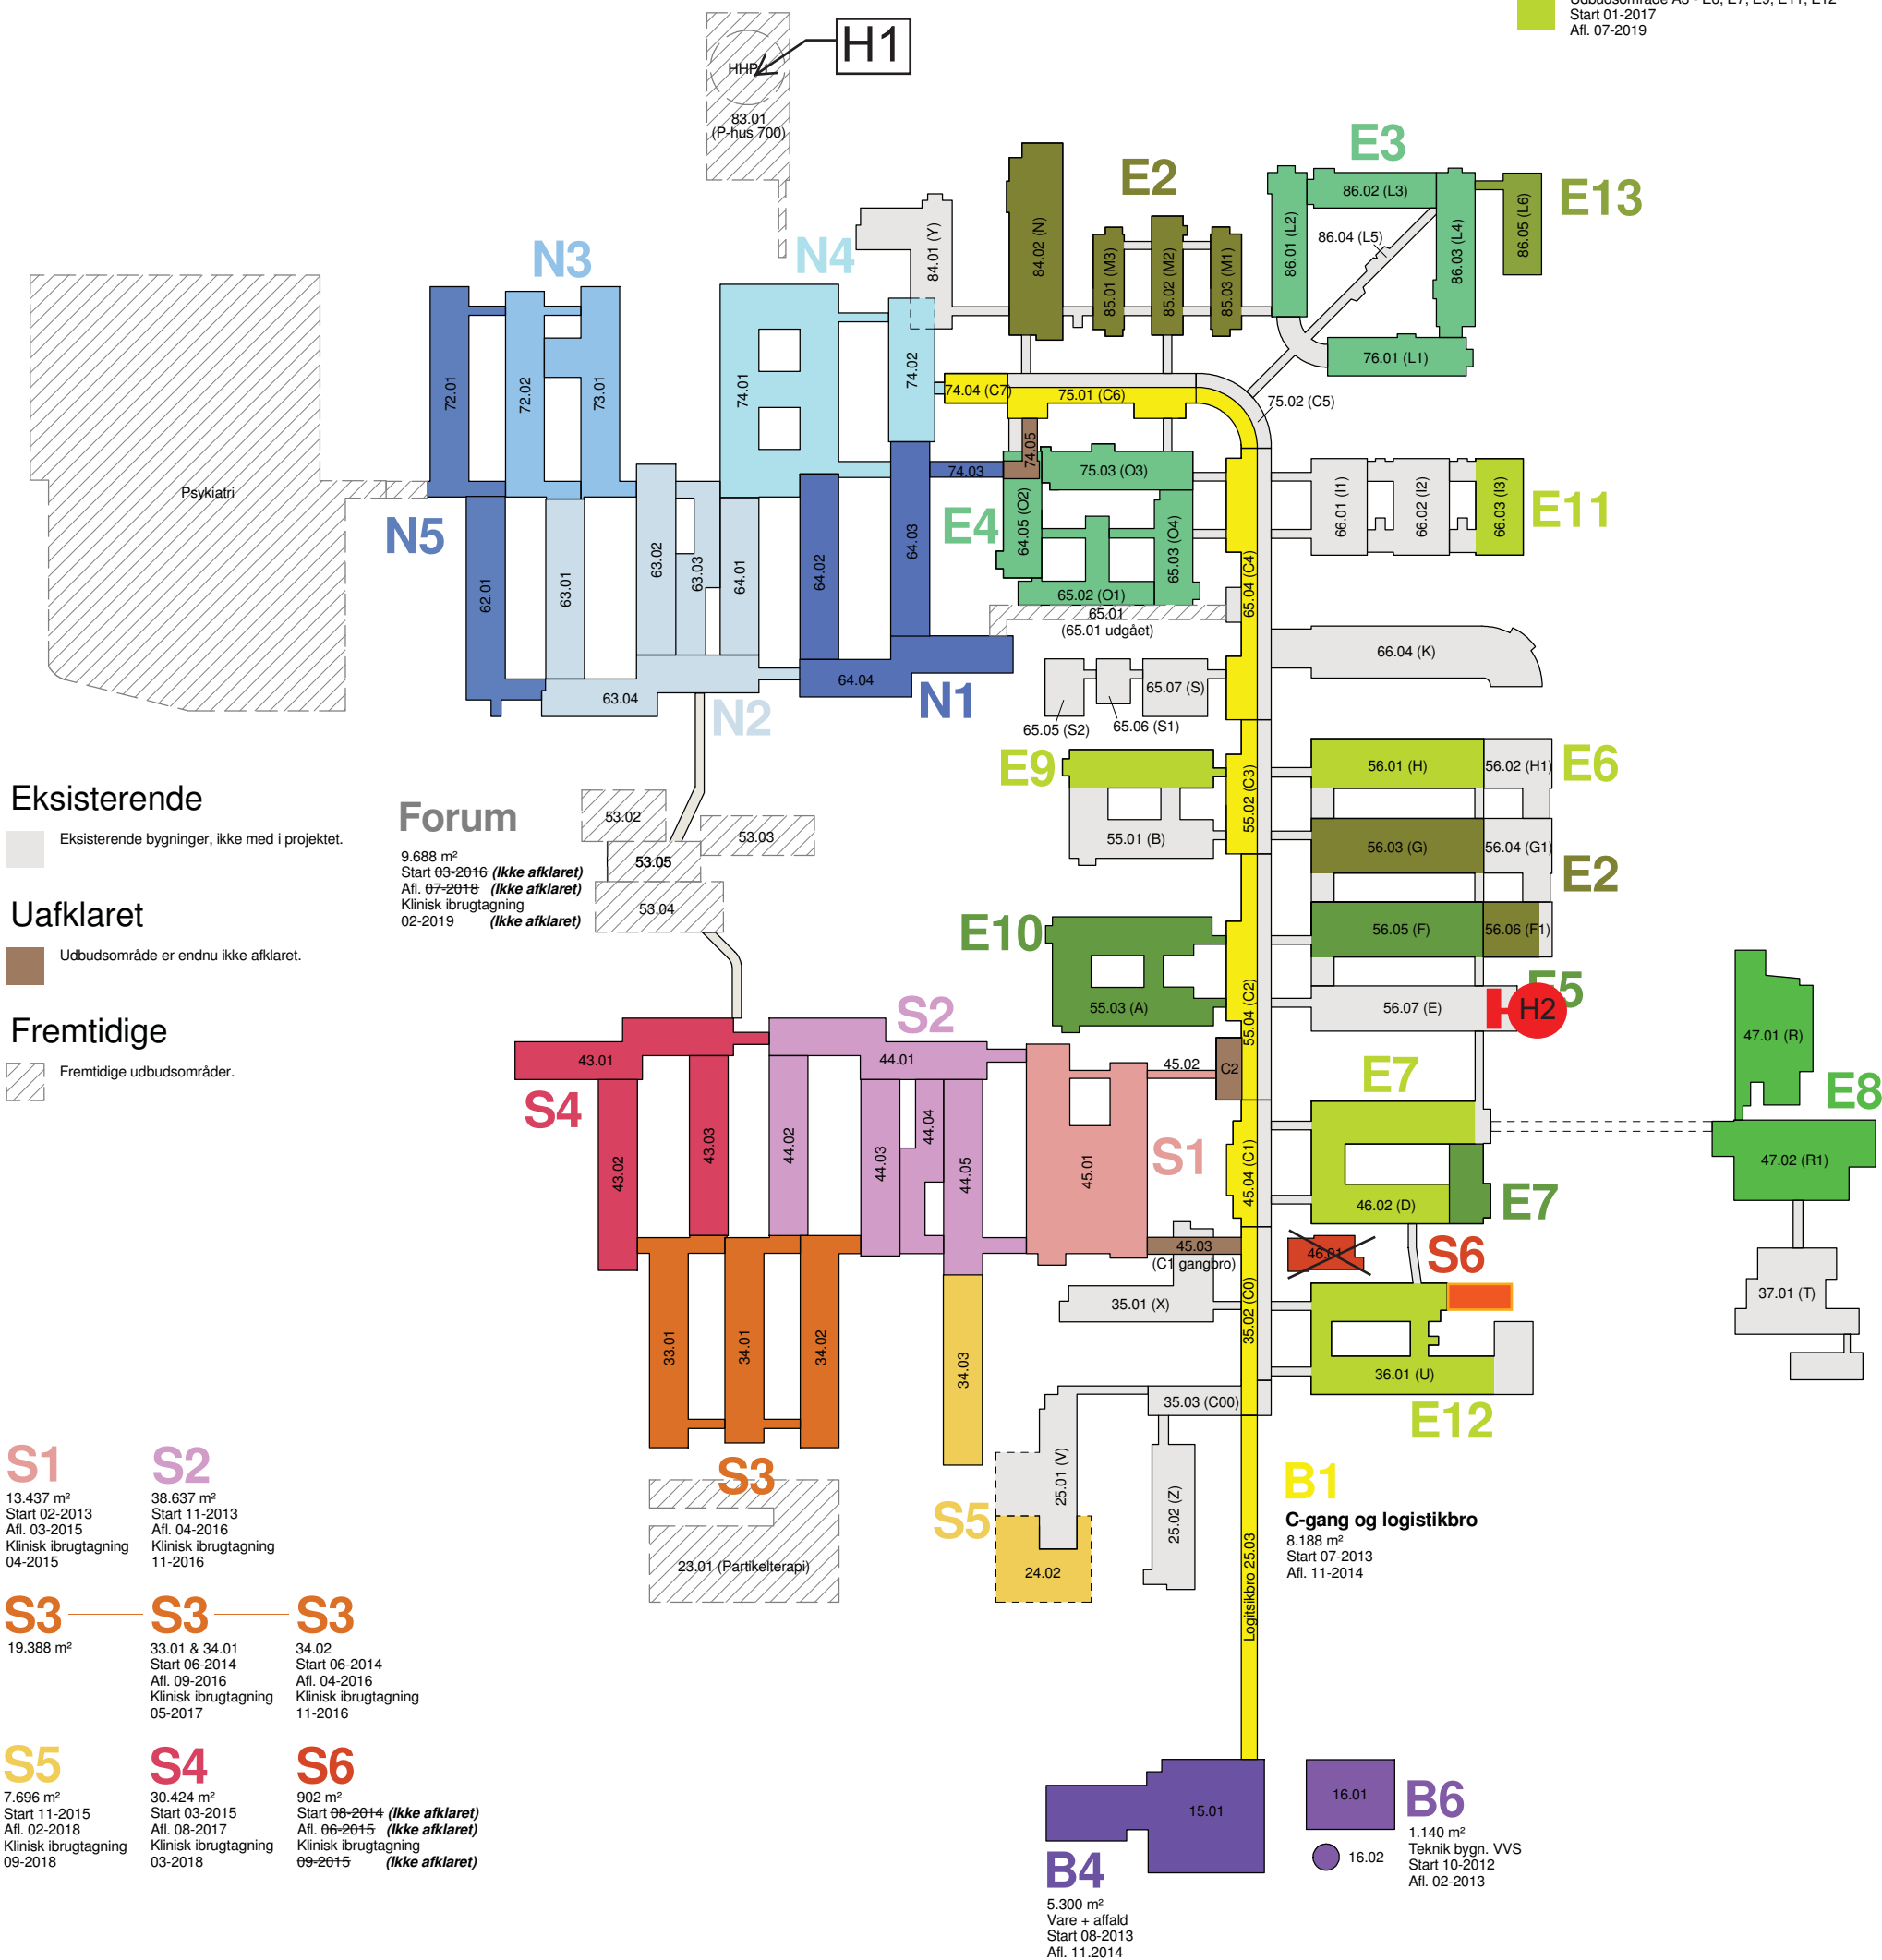 Start 01-2017
Afl. 07-2019
H1
HHP 1
83.01
(P-hus 700)
E3
E2
E13
86.02 (L3)
86.01 (L2)
86.04 (L5)
86.03 (L4)
86.05 (L6)
N3
N4
84.01 (Y)
84.02 (N)
85.01 (M3)
85.02 (M2)
85.03 (M1)
76.01 (L1)
72.01
72.02
73.01
74.01
74.02
74.04 (C7)
75.01 (C6)
75.02 (C5)
Psykiatri
74.03
74.05
75.03 (O3)
66.01 (I1)
66.02 (I2)
66.03 (I3)
E11
N5
E4
62.01
63.01
63.02
63.03
64.01
64.02
64.03
64.05 (O2)
65.03 (O4)
65.04 (C4)
65.02 (O1)
65.01
(65.01 udgået)
66.04 (K)
63.04
64.04
N2
N1
65.07 (S)
65.05 (S2)
65.06 (S1)
E9
56.01 (H)
56.02 (H1)
E6
55.02 (C3)
55.01 (B)
56.03 (G)
56.04 (G1)
E2
Eksisterende
Eksisterende bygninger, ikke med i projektet.
Uafklaret
Udbudsområde er endnu ikke afklaret.
Fremtidige
Fremtidige udbudsområder.
Forum
9.688 m²
Start 03-2016 (Ikke afklaret)
Afl. 07-2018 (Ikke afklaret)
Klinisk ibrugtagning
02-2019 (Ikke afklaret)
53.02
53.03
53.05
53.04
E10
56.05 (F)
56.06 (F1)
55.03 (A)
55.04 (C2)
56.07 (E)
E5
H2
47.01 (R)
E8
47.02 (R1)
37.01 (T)
S2
43.01
44.01
45.02
C2
S4
E7
43.02
43.03
44.02
44.03
44.04
44.05
45.01
S1
45.04 (C1)
46.02 (D)
E7
45.03
(C1 gangbro)
46.01
S6
35.01 (X)
35.02 (C0)
33.01
34.01
34.02
34.03
36.01 (U)
35.03 (C00)
E12
S3
25.01 (V)
25.02 (Z)
S5
24.02
23.01 (Partikelterapi)
Logitsikbro 25.03
B1
C-gang og logistikbro
8.188 m²
Start 07-2013
Afl. 11-2014
S1
13.437 m²
Start 02-2013
Afl. 03-2015
Klinisk ibrugtagning
04-2015
S2
38.637 m²
Start 11-2013
Afl. 04-2016
Klinisk ibrugtagning
11-2016
S3
19.388 m²
S3
33.01 & 34.01
Start 06-2014
Afl. 09-2016
Klinisk ibrugtagning
05-2017
S3
34.02
Start 06-2014
Afl. 04-2016
Klinisk ibrugtagning
11-2016
S5
7.696 m²
Start 11-2015
Afl. 02-2018
Klinisk ibrugtagning
09-2018
S4
30.424 m²
Start 03-2015
Afl. 08-2017
Klinisk ibrugtagning
03-2018
S6
902 m²
Start 08-2014 (Ikke afklaret)
Afl. 06-2015 (Ikke afklaret)
Klinisk ibrugtagning
09-2015 (Ikke afklaret)
15.01
B4
5.300 m²
Vare + affald
Start 08-2013
Afl. 11.2014
16.01
16.02
B6
1.140 m²
Teknik bygn. VVS
Start 10-2012
Afl. 02-2013